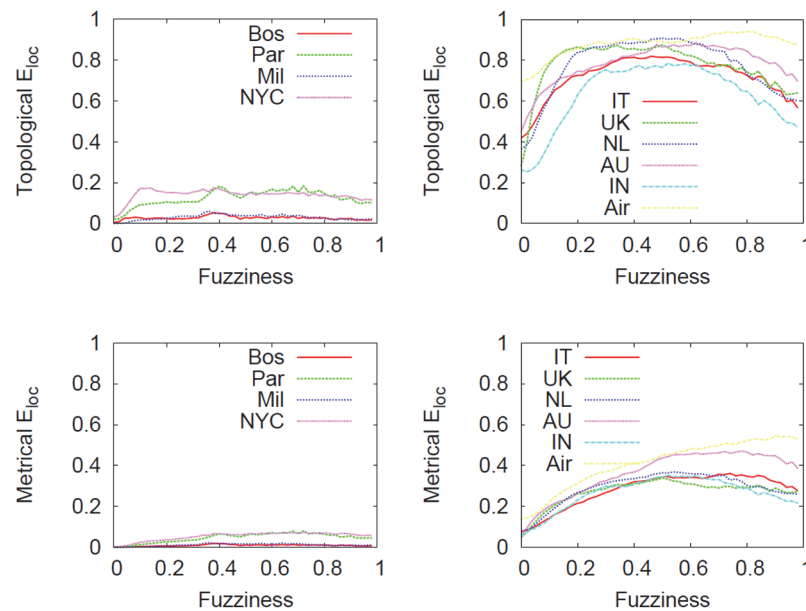 Topological E_loc
1
0.8
0.6
0.4
0.2
0
Bos
Par
Mil
NYC
0 0.2 0.4 0.6 0.8 1
Fuzziness
Topological E_loc
1
0.8
0.6
0.4
0.2
0
IT
UK
NL
AU
IN
Air
0 0.2 0.4 0.6 0.8 1
Fuzziness
Metrical E_loc
1
0.8
0.6
0.4
0.2
0
Bos
Par
Mil
NYC
0 0.2 0.4 0.6 0.8 1
Fuzziness
Metrical E_loc
1
0.8
0.6
0.4
0.2
0
IT
UK
NL
AU
IN
Air
0 0.2 0.4 0.6 0.8 1
Fuzziness